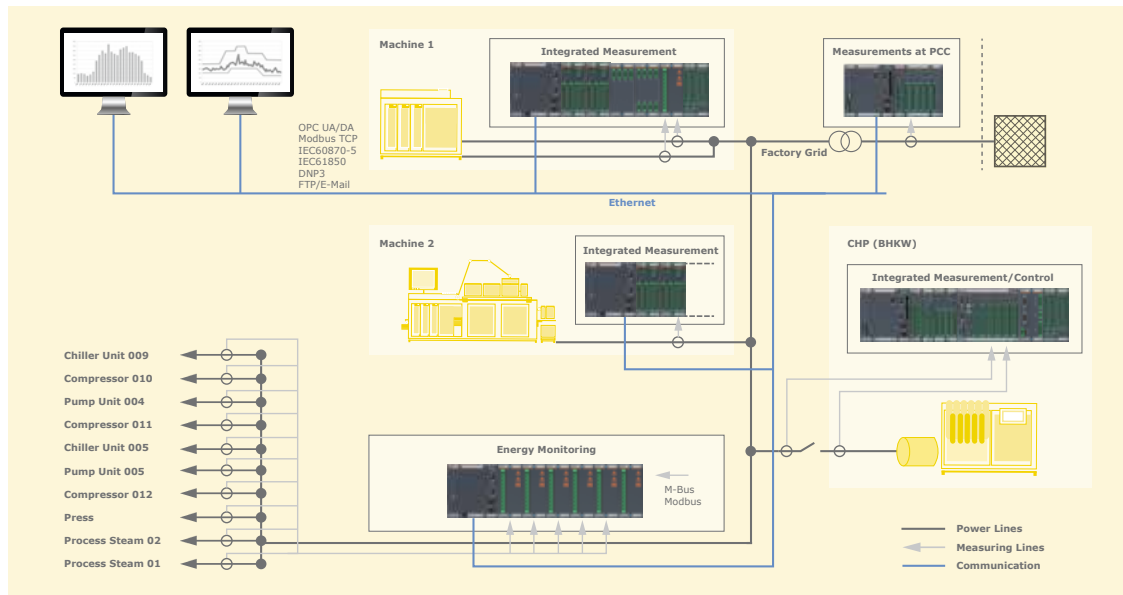 Machine 1
Integrated Measurement
Measurements at PCC
OPC UA/DA
Modbus TCP
IEC60870-5
IEC61850
DNP3
FTP/E-Mail
Factory Grid
Ethernet
Machine 2
Integrated Measurement
CHP (BHKW)
Integrated Measurement/Control
Chiller Unit 009
Compressor 010
Pump Unit 004
Compressor 011
Chiller Unit 005
Pump Unit 005
Compressor 012
Press
Process Steam 02
Process Steam 01
Energy Monitoring
M-Bus
Modbus
Power Lines
Measuring Lines
Communication